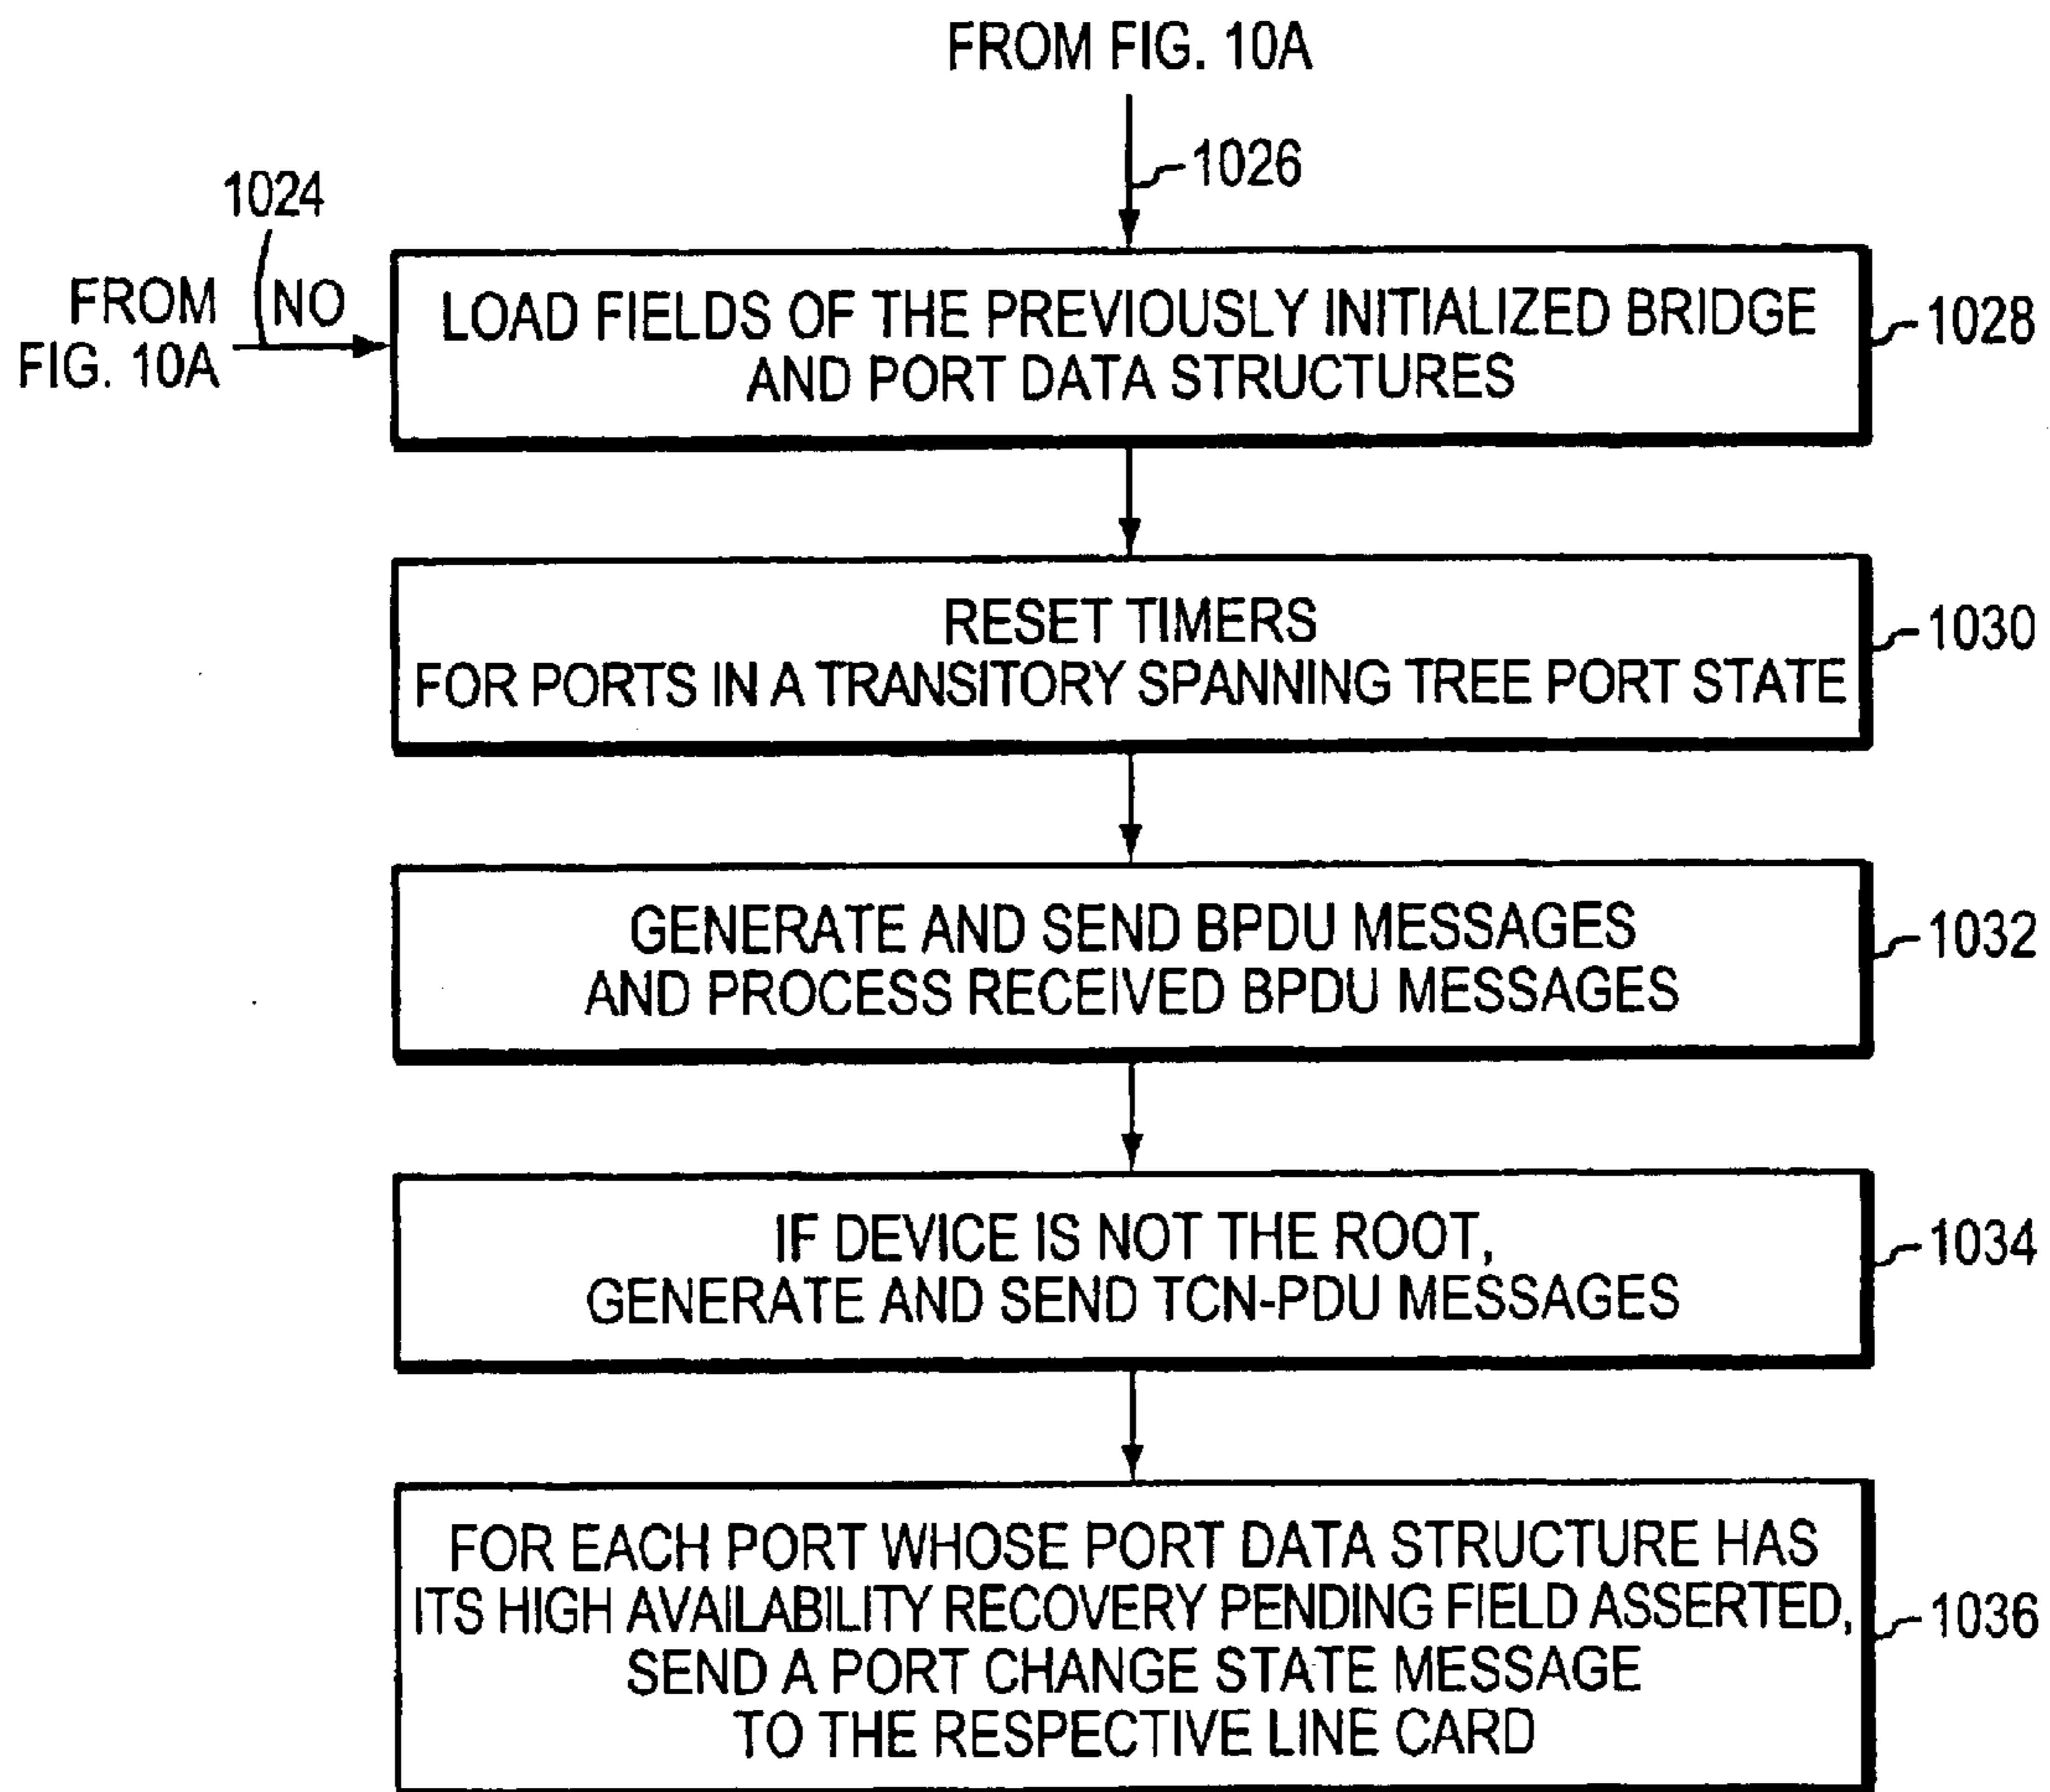 FROM FIG. 10A
1026
1024
FROM
FIG. 10A
NO
LOAD FIELDS OF THE PREVIOUSLY INITIALIZED BRIDGE
AND PORT DATA STRUCTURES
1028
RESET TIMERS
FOR PORTS IN A TRANSITORY SPANNING TREE PORT STATE
1030
GENERATE AND SEND BPDU MESSAGES
AND PROCESS RECEIVED BPDU MESSAGES
1032
IF DEVICE IS NOT THE ROOT,
GENERATE AND SEND TCN-PDU MESSAGES
1034
FOR EACH PORT WHOSE PORT DATA STRUCTURE HAS
ITS HIGH AVAILABILITY RECOVERY PENDING FIELD ASSERTED,
SEND A PORT CHANGE STATE MESSAGE
TO THE RESPECTIVE LINE CARD
1036